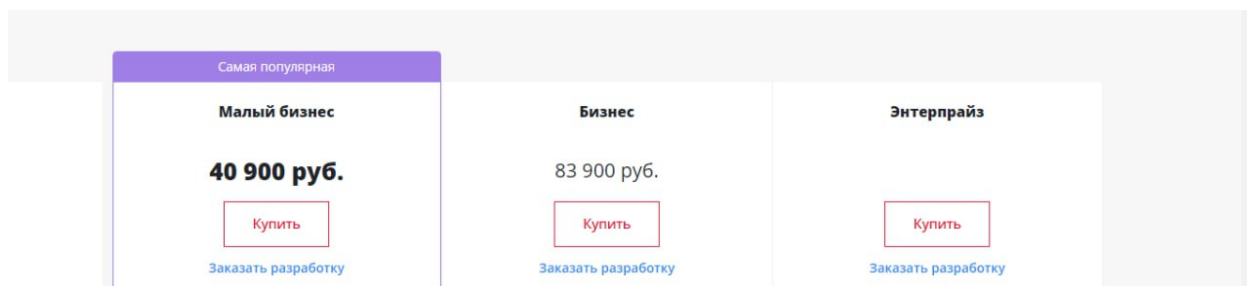 Самая популярная
Малый бизнес
Бизнес
Энтерпрайз
40 900 руб.
83 900 руб.
Купить
Купить
Купить
Заказать разработку
Заказать разработку
Заказать разработку